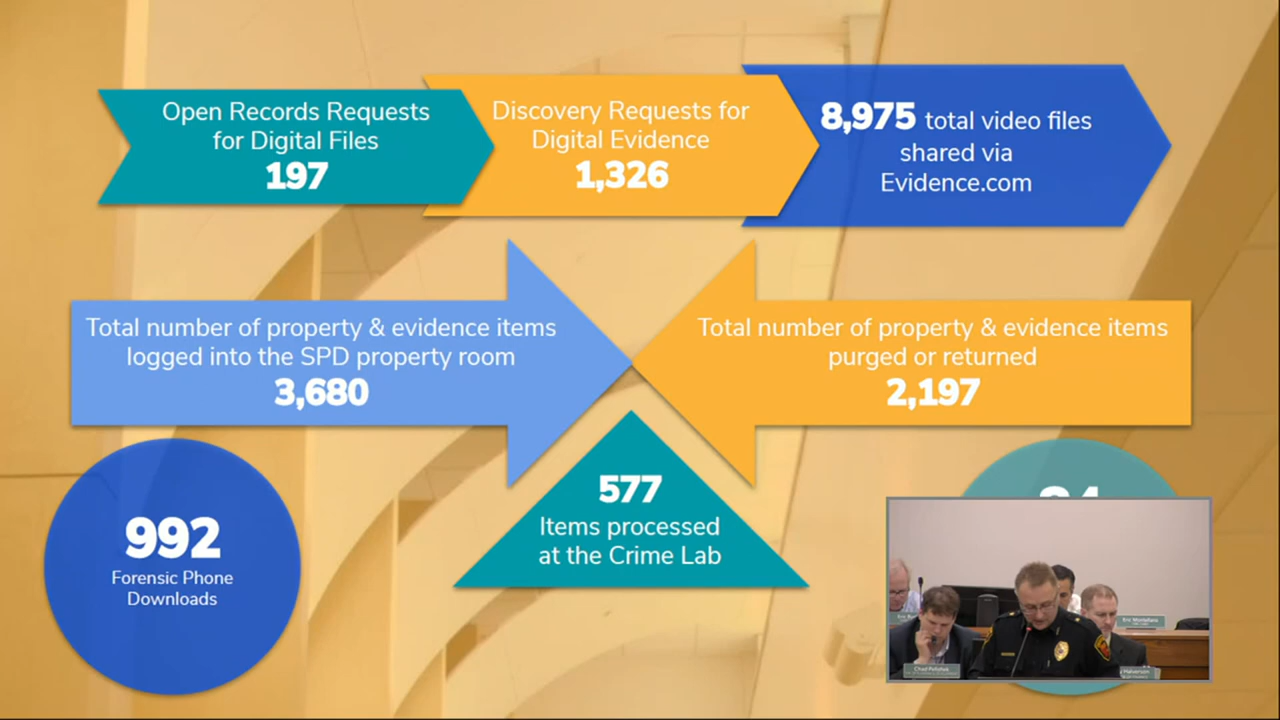 Open Records Requests
for Digital Files
197
Discovery Requests for
Digital Evidence
1,326
8,975 total video files
shared via
Evidence.com
Total number of property & evidence items
logged into the SPD property room
3,680
Total number of property & evidence items
purged or returned
2,197
992
Forensic Phone
Downloads
577
Items processed
at the Crime Lab
Chad Pelishek